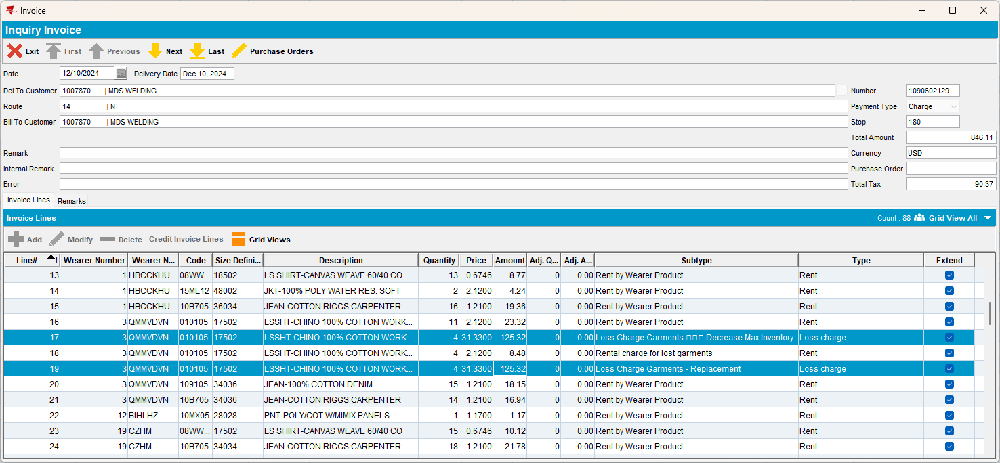 Invoice
Inquiry Invoice
Exit First Previous Next Last Purchase Orders
Date 12/10/2024 16 Delivery Date Dec 10, 2024
Del To Customer 1007870 | MDS WELDING ... Number 1090602129
Route 14 | N Payment Type Charge
Bill To Customer 1007870 | MDS WELDING Stop 180
Total Amount 846.11
Remark Currency USD
Internal Remark Purchase Order
Error Total Tax 90.37
Invoice Lines Remarks
Invoice Lines Count : 88 Grid View All
Add Modify Delete Credit Invoice Lines Grid Views
Line# 1 Wearer Number Wearer N... Code Size Defini... Description Quantity Price Amount Adj. Q... Adj. A... Subtype Type Extend
13 1 HBCCKHU 08WW... 18502 LS SHIRT-CANVAS WEAVE 60/40 CO 13 0.6746 8.77 0 0.00 Rent by Wearer Product Rent
14 1 HBCCKHU 15ML12 48002 JKT-100% POLY WATER RES. SOFT 2 2.1200 4.24 0 0.00 Rent by Wearer Product Rent
15 1 HBCCKHU 10B705 36034 JEAN-COTTON RIGGS CARPENTER 16 1.2100 19.36 0 0.00 Rent by Wearer Product Rent
16 3 QMMVDVN 010105 17502 LSSHT-CHINO 100% COTTON WORK... 11 2.1200 23.32 0 0.00 Rent by Wearer Product Rent
17 3 QMMVDVN 010105 17502 LSSHT-CHINO 100% COTTON WORK... 4 31.3300 125.32 0 0.00 Loss Charge Garments □□□ Decrease Max Inventory Loss charge
18 3 QMMVDVN 010105 17502 LSSHT-CHINO 100% COTTON WORK... 4 2.1200 8.48 0 0.00 Rental charge for lost garments Rent
19 3 QMMVDVN 010105 17502 LSSHT-CHINO 100% COTTON WORK... 4 31.3300 125.32 0 0.00 Loss Charge Garments - Replacement Loss charge
20 3 QMMVDVN 109105 34036 JEAN-100% COTTON DENIM 15 1.2100 18.15 0 0.00 Rent by Wearer Product Rent
21 3 QMMVDVN 10B705 34036 JEAN-COTTON RIGGS CARPENTER 14 1.2100 16.94 0 0.00 Rent by Wearer Product Rent
22 12 BIHLHZ 10MX05 28028 PNT-POLY/COT W/MIMIX PANELS 1 1.1700 1.17 0 0.00 Rent by Wearer Product Rent
23 19 CZHM 08WW... 17502 LS SHIRT-CANVAS WEAVE 60/40 CO 15 0.6746 10.12 0 0.00 Rent by Wearer Product Rent
24 19 CZHM 10B705 34034 JEAN-COTTON RIGGS CARPENTER 18 1.2100 21.78 0 0.00 Rent by Wearer Product Rent